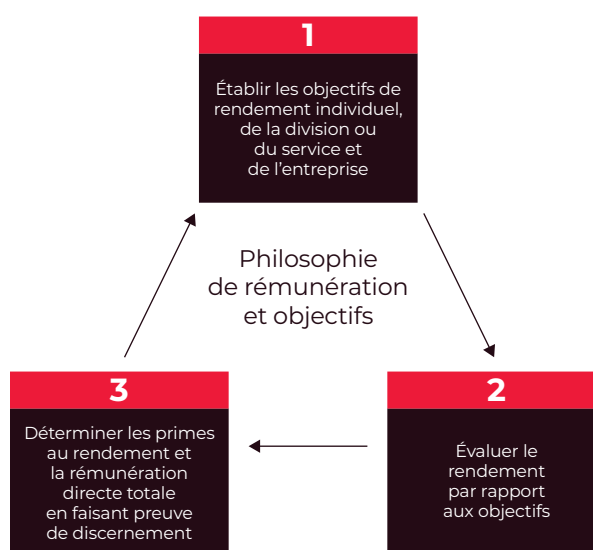 1
Établir les objectifs de
rendement individuel,
de la division ou
du service et
de l'entreprise
Philosophie
de rémunération
et objectifs
3
Déterminer les primes
au rendement et
la rémunération
directe totale
en faisant preuve
de discernement
2
Évaluer le
rendement
par rapport
aux objectifs